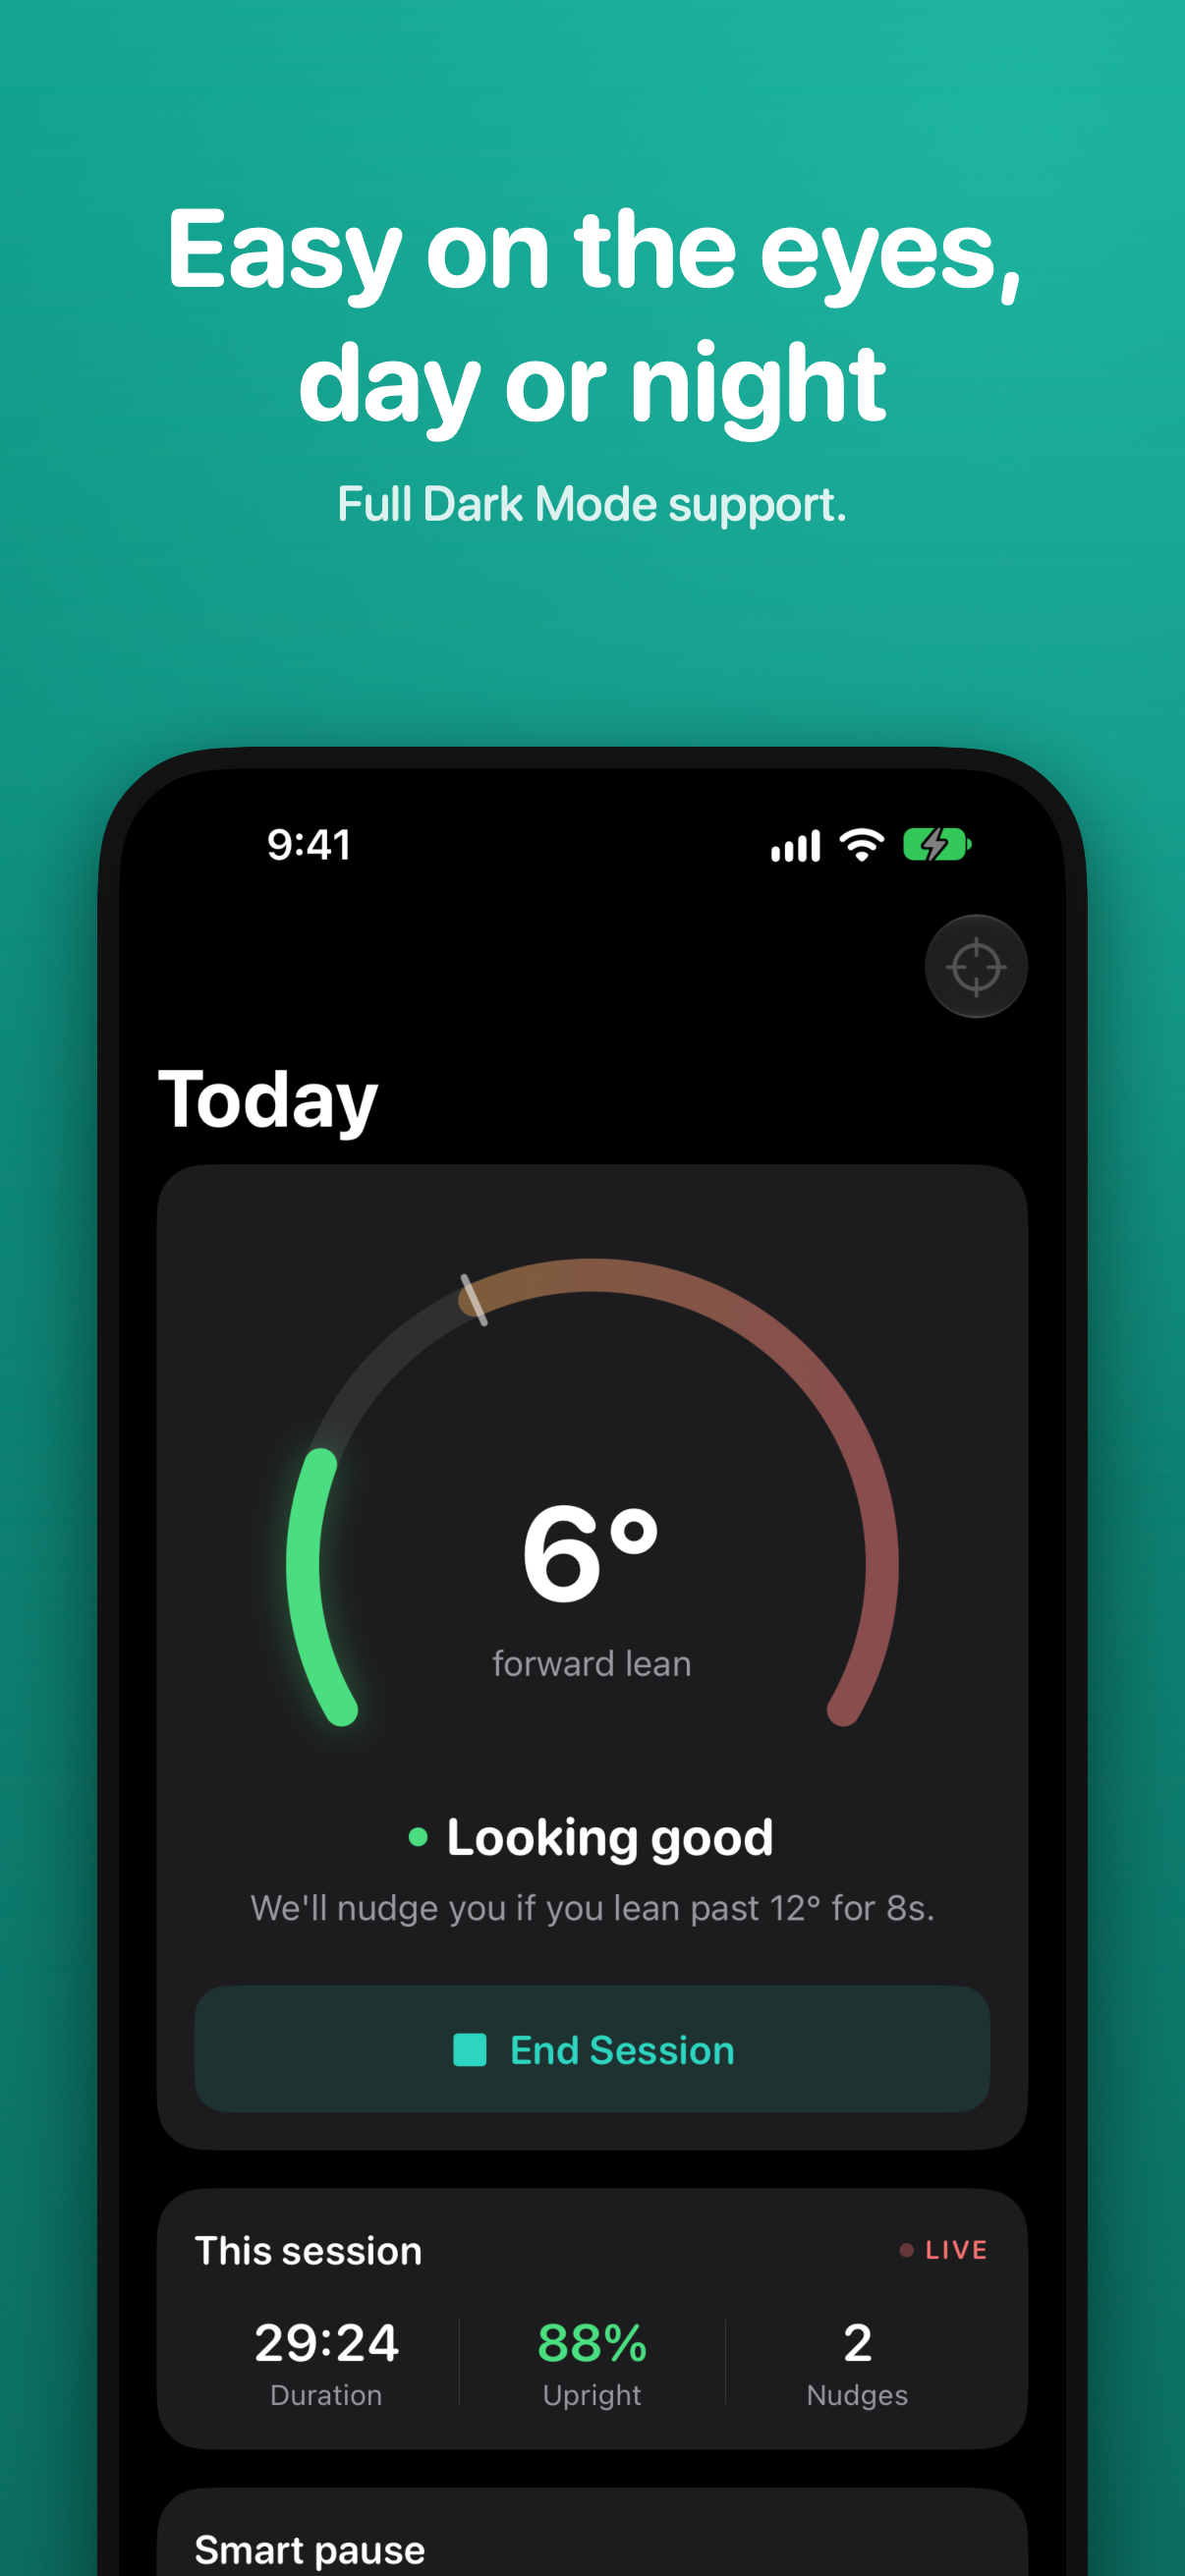 Easy on the eyes,
day or night
Full Dark Mode support.
9:41
Today
6°
forward lean
Looking good
We'll nudge you if you lean past 12° for 8s.
End Session
This session
LIVE
29:24
88%
2
Duration
Upright
Nudges
Smart pause